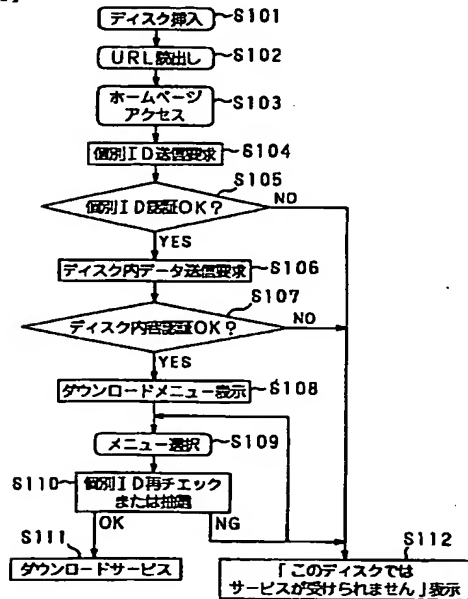 ディスク挿入 S101
URL読出し S102
ホームページ S103
アクセス
個別ID送信要求 S104
S105
個別ID認証OK? NO
YES
ディスク内データ送信要求 S106
S107
ディスク内容認証OK? NO
YES
ダウンロードメニュー表示 S108
メニュー選択 S109
S110 個別ID再チェック
または抽選
OK NG
S111 S112
ダウンロードサービス 「このディスクでは
サービスが受けられません」表示